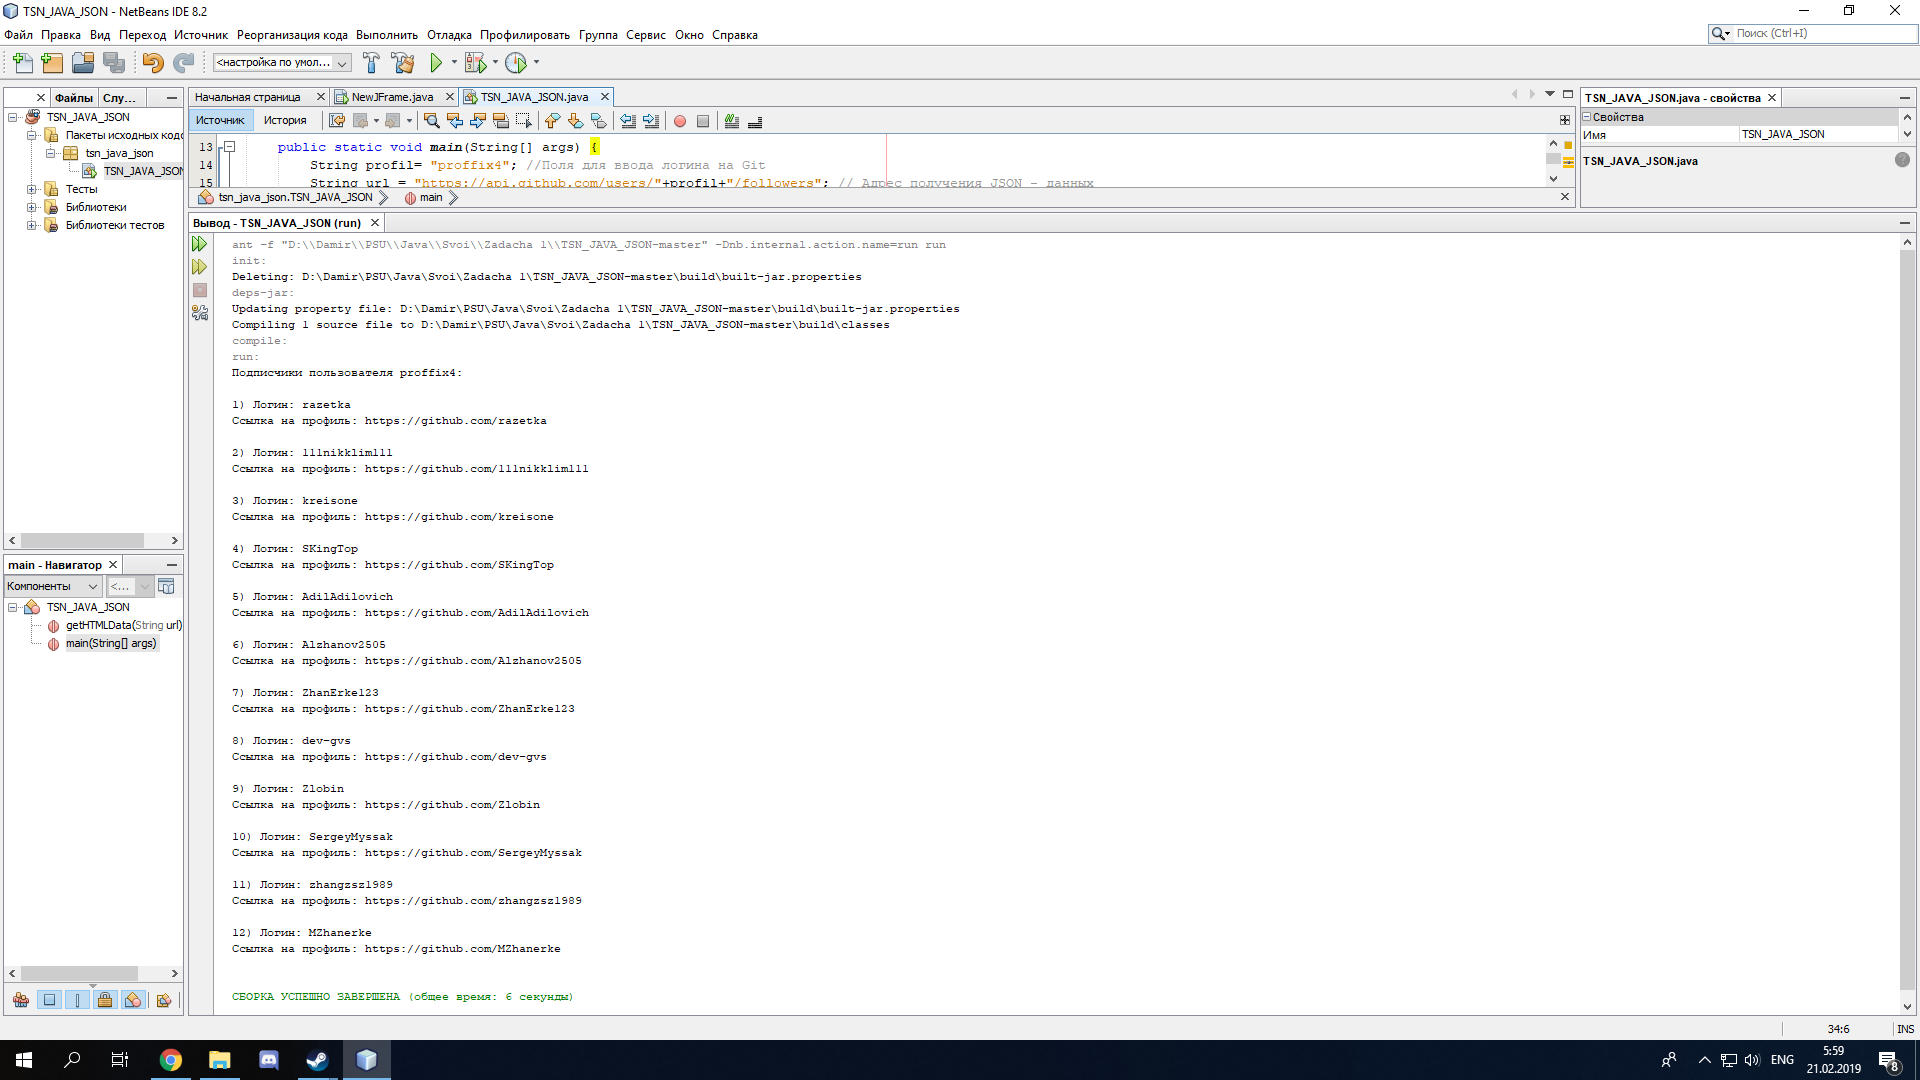 TSN_JAVA_JSON - NetBeans IDE 8.2
Файл Правка Вид Переход Источник Реорганизация кода Выполнить Отладка Профилировать Группа Сервис Окно Справка
Поиск (Ctrl+I)
<настройка по умол...
Файлы Слу...
TSN_JAVA_JSON
Пакеты исходных кодо
tsn_java_json
TSN_JAVA_JSON
Тесты
Библиотеки
Библиотеки тестов
Начальная страница NewJFrame.java TSN_JAVA_JSON.java
Источник История
13 public static void main(String[] args) {
14 String profil= "proffix4"; //Поля для ввода логина на Git
15 String url = "https://api.github.com/users/"+profil+"/followers"; // Адрес получения JSON - данных
tsn_java_json.TSN_JAVA_JSON main
TSN_JAVA_JSON.java - свойства
Свойства
Имя TSN_JAVA_JSON
TSN_JAVA_JSON.java
main - Навигатор
Компоненты <...
TSN_JAVA_JSON
getHTMLData(String url)
main(String[] args)
Вывод - TSN_JAVA_JSON (run)
ant -f "D:\\Damir\\PSU\\Java\\Svoi\\Zadacha 1\\TSN_JAVA_JSON-master" -Dnb.internal.action.name=run run
init:
Deleting: D:\Damir\PSU\Java\Svoi\Zadacha 1\TSN_JAVA_JSON-master\build\built-jar.properties
deps-jar:
Updating property file: D:\Damir\PSU\Java\Svoi\Zadacha 1\TSN_JAVA_JSON-master\build\built-jar.properties
Compiling 1 source file to D:\Damir\PSU\Java\Svoi\Zadacha 1\TSN_JAVA_JSON-master\build\classes
compile:
run:
Подписчики пользователя proffix4:
1) Логин: razetka
Ссылка на профиль: https://github.com/razetka
2) Логин: lllnikklimlll
Ссылка на профиль: https://github.com/lllnikklimlll
3) Логин: kreisone
Ссылка на профиль: https://github.com/kreisone
4) Логин: SKingTop
Ссылка на профиль: https://github.com/SKingTop
5) Логин: AdilAdilovich
Ссылка на профиль: https://github.com/AdilAdilovich
6) Логин: Alzhanov2505
Ссылка на профиль: https://github.com/Alzhanov2505
7) Логин: ZhanErke123
Ссылка на профиль: https://github.com/ZhanErke123
8) Логин: dev-gvs
Ссылка на профиль: https://github.com/dev-gvs
9) Логин: Zlobin
Ссылка на профиль: https://github.com/Zlobin
10) Логин: SergeyMyssak
Ссылка на профиль: https://github.com/SergeyMyssak
11) Логин: zhangzsz1989
Ссылка на профиль: https://github.com/zhangzsz1989
12) Логин: MZhanerke
Ссылка на профиль: https://github.com/MZhanerke
СБОРКА УСПЕШНО ЗАВЕРШЕНА (общее время: 6 секунды)
34:6 INS
ENG
5:59
21.02.2019
8